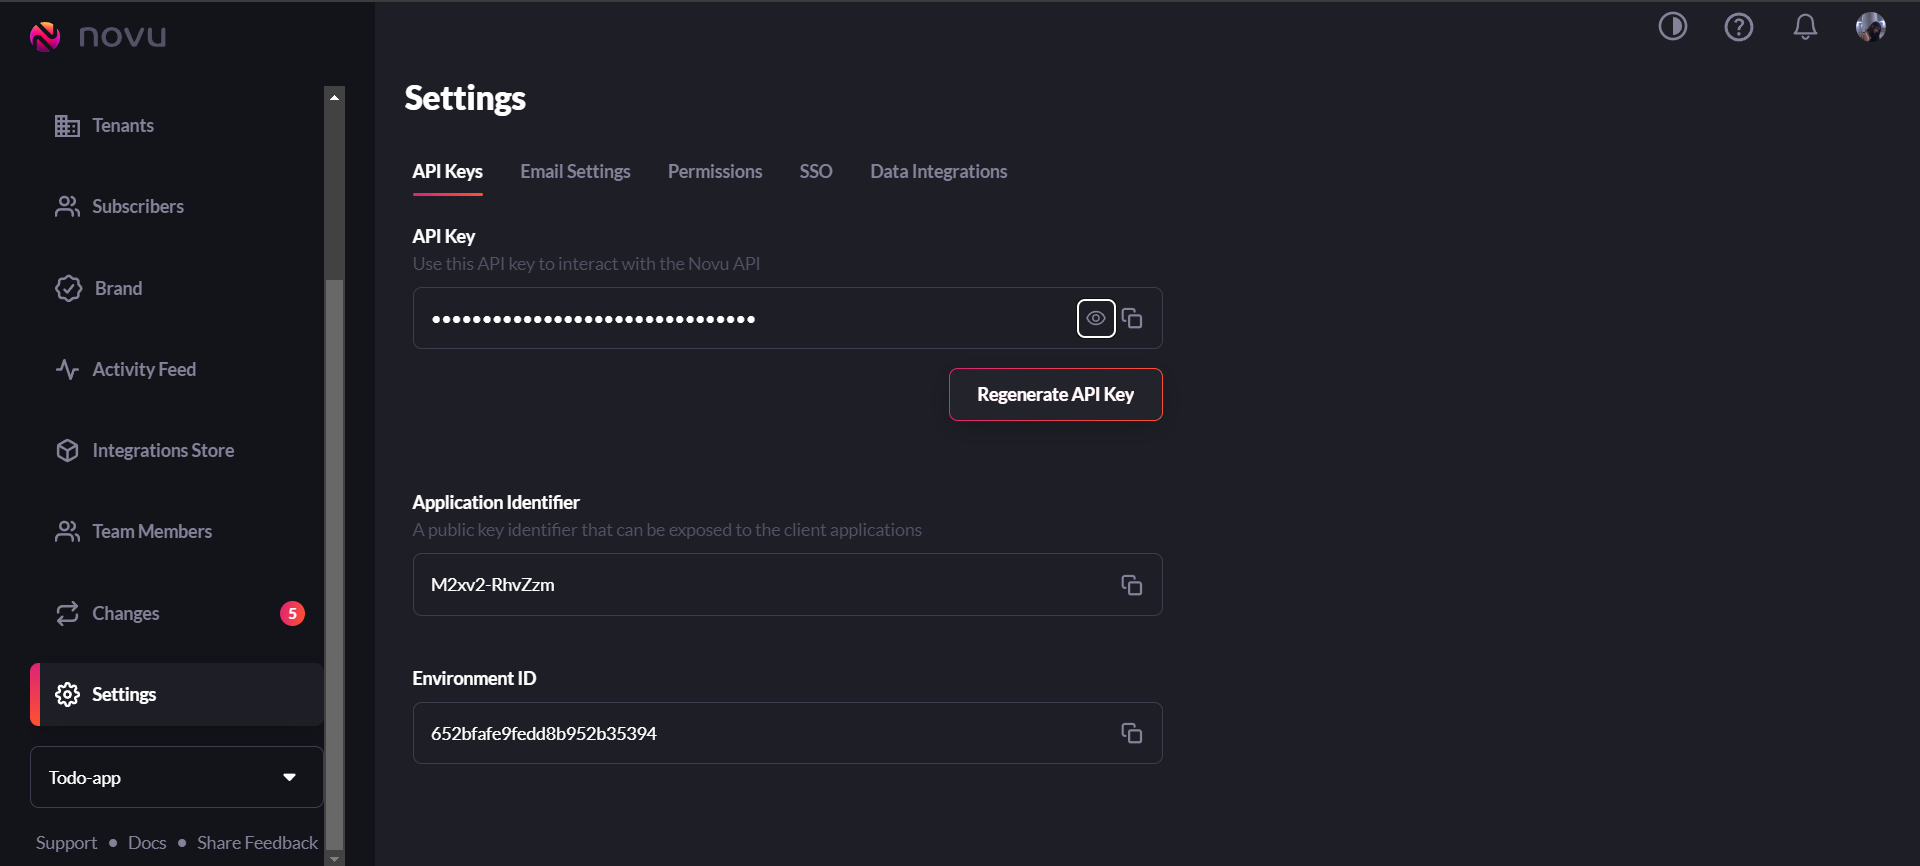 novu
Tenants
Subscribers
Brand
Activity Feed
Integrations Store
Team Members
Changes
5
Settings
Todo-app
Support • Docs • Share Feedback
Settings
API Keys
Email Settings
Permissions
SSO
Data Integrations
API Key
Use this API key to interact with the Novu API
••••••••••••••••••••••••••••••••
Regenerate API Key
Application Identifier
A public key identifier that can be exposed to the client applications
M2xv2-RhvZzm
Environment ID
652bfafe9fedd8b952b35394